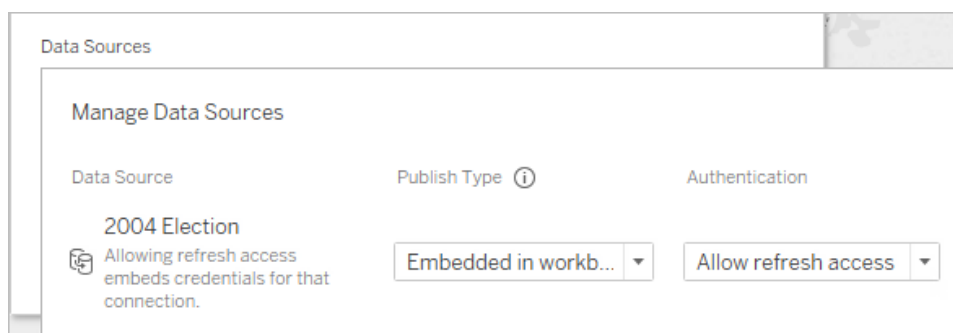 Data Sources
Manage Data Sources
Data Source
Publish Type
Authentication
2004 Election
Allowing refresh access
embeds credentials for that
connection.
Embedded in workb...
Allow refresh access